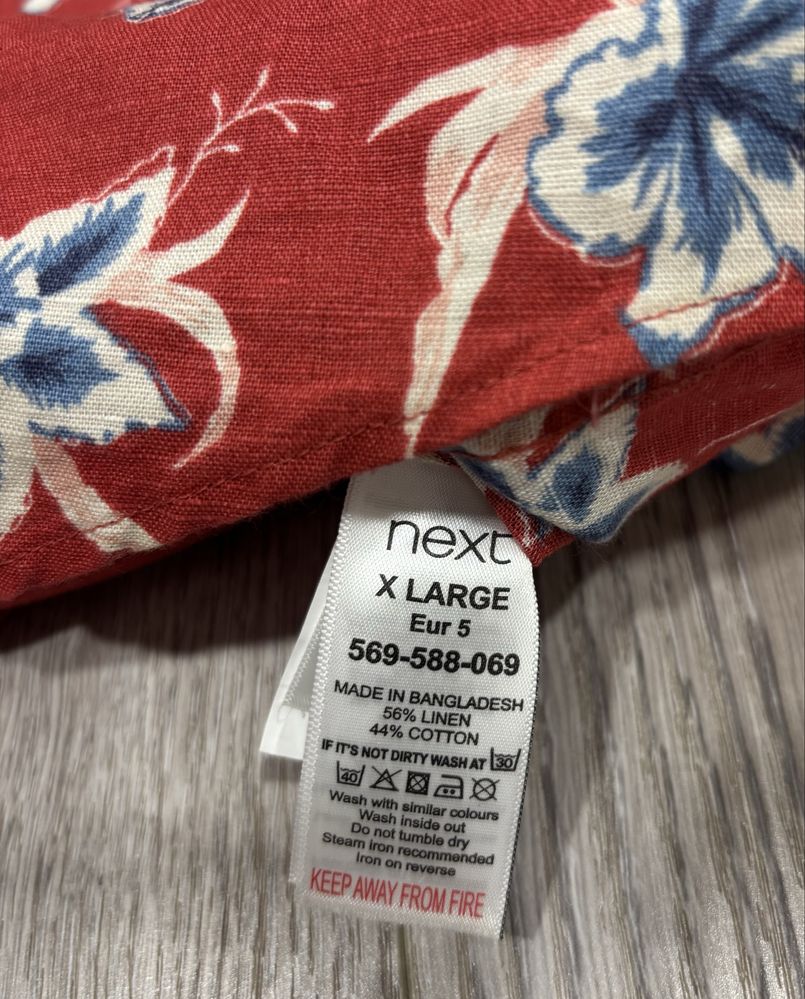 next
X LARGE
Eur 5
569-588-069
MADE IN BANGLADESH
56% LINEN
44% COTTON
IF IT'S NOT DIRTY WASH AT 30
40
Wash with similar colours
Wash inside out
Do not tumble dry
Steam iron recommended
Iron on reverse
KEEP AWAY FROM FIRE